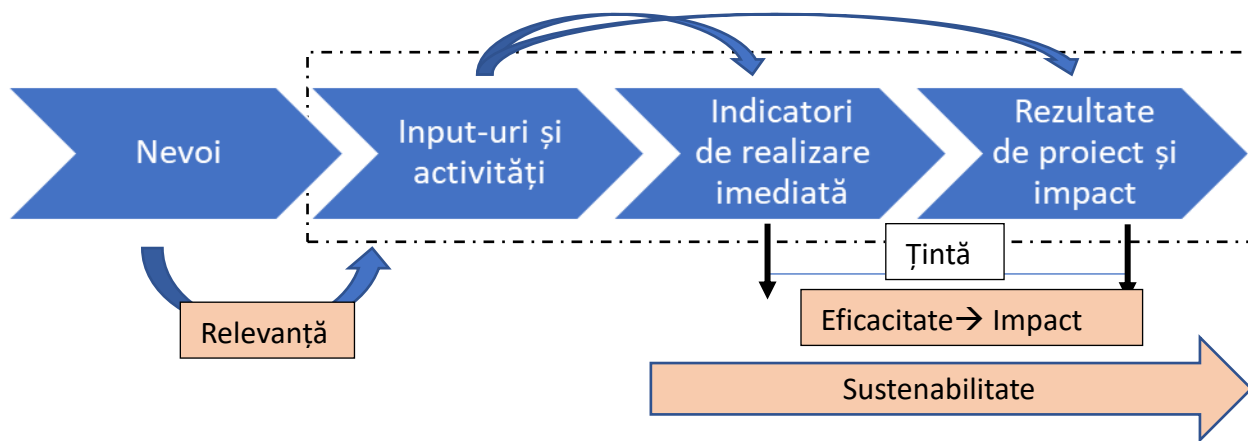 Nevoi
Input-uri și
activități
Indicatori
de realizare
imediată
Rezultate
de proiect și
impact
Țintă
Relevanță
Eficacitate→ Impact
Sustenabilitate